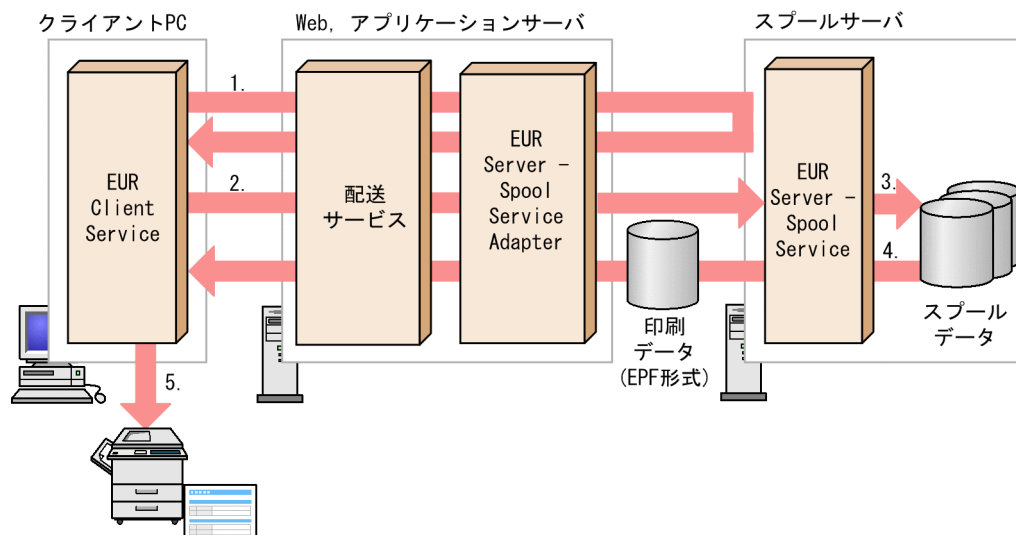 クライアントPC
Web, アプリケーションサーバ
スプールサーバ
1.
EUR
Client
Service
2.
配送
サービス
EUR
Server −
Spool
Service
Adapter
EUR
Server −
Spool
Service
3.
4.
印刷
データ
(EPF形式)
スプール
データ
5.